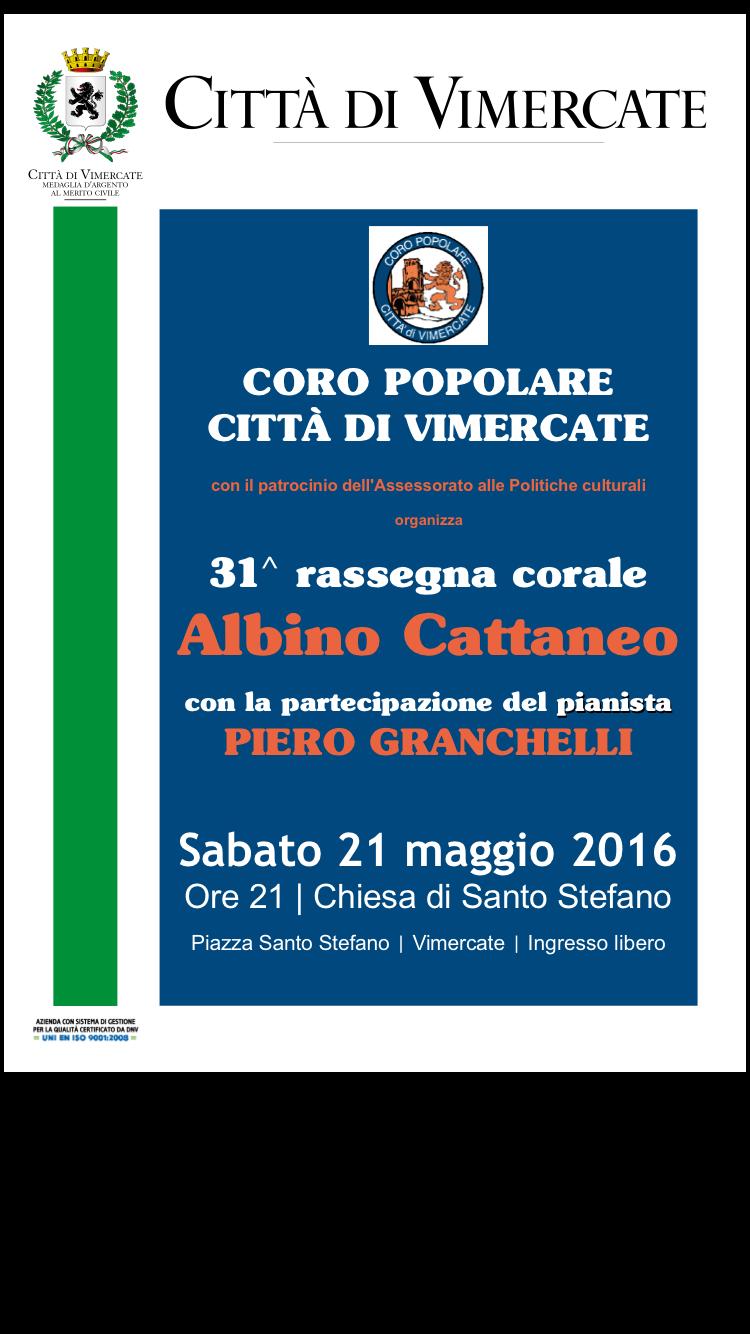 CITTÀ DI VIMERCATE
CITTÀ DI VIMERCATE
MEDAGLIA D'ARGENTO
AL MERITO CIVILE
CORO POPOLARE
CITTA' di VIMERCATE
CORO POPOLARE
CITTÀ DI VIMERCATE
con il patrocinio dell'Assessorato alle Politiche culturali
organizza
31^ rassegna corale
Albino Cattaneo
con la partecipazione del pianista
PIERO GRANCHELLI
Sabato 21 maggio 2016
Ore 21 | Chiesa di Santo Stefano
Piazza Santo Stefano | Vimercate | Ingresso libero
AZIENDA CON SISTEMA DI GESTIONE
PER LA QUALITÀ CERTIFICATO DA DNV
= UNI EN ISO 9001:2008 =